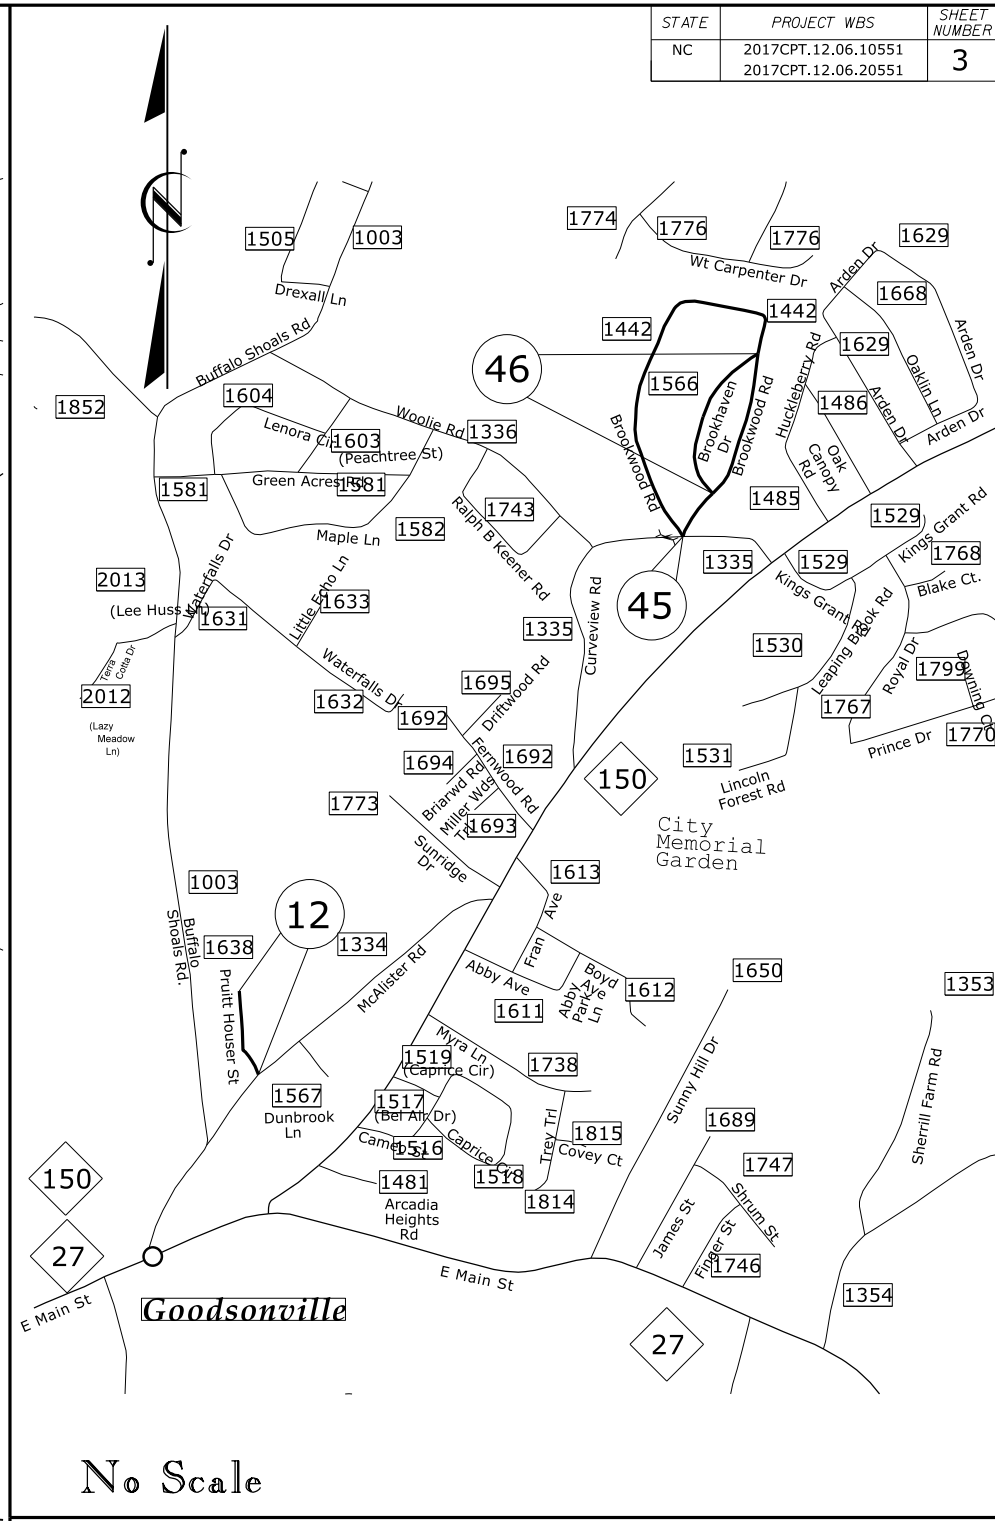 STATE
PROJECT WBS
SHEET
NUMBER
NC
2017CPT.12.06.10551
2017CPT.12.06.20551
3
N
1774
1776
1776
1629
1505
1003
Wt Carpenter Dr
Arden Dr
1668
Drexall Ln
1442
1442
Buffalo Shoals Rd
1629
Arden Dr
Huckleberry Rd
46
1566
Oaklin Ln
1604
1852
1486
Brookhaven
Dr
Brookwood Rd
Arden Dr
Woolie Rd
1336
Lenora Cir
1603
(Peachtree St)
Arden Dr
Brookwood Rd
Oak
Canopy
Rd
Green Acres Rd
1581
1581
1485
1743
1529
Kings Grant Rd
1582
Maple Ln
Ralph B Keener Rd
1768
Waterfalls Dr
1335
1529
2013
Blake Ct.
Little Echo Ln
1633
45
Kings Grant Rd
(Lee Huss Ln)
1631
1335
Curveview Rd
1530
Leaping Brook Rd
Royal Dr
1799
Downing Ct
Terra
Cotta Dr
Waterfalls Dr
2012
1695
Driftwood Rd
1632
1692
1767
(Lazy
Meadow
Ln)
1770
Prince Dr
1692
1694
Fernwood Rd
1531
150
Lincoln
Forest Rd
Briarwd Rd
1773
Miller Wds
Trl
1693
City
Memorial
Garden
Sunridge
Dr
1613
1003
12
Ave
Fran
1638
1334
Buffalo
Shoals Rd.
McAlister Rd
Abby Ave
Boyd
Ave
1650
1353
1612
Abby
Park
Ln
Pruitt Houser St
1611
Myra Ln
1519
(Caprice Cir)
1738
Sunny Hill Dr
Sherrill Farm Rd
1567
1517
(Bel Air Dr)
Dunbrook
Ln
Camel St
1516
Caprice Cir
Trey Trl
1815
Covey Ct
1689
1747
150
1481
1518
1814
Arcadia
Heights
Rd
Shrum St
James St
Finger St
27
1746
E Main St
1354
E Main St
Goodsonville
27
No Scale